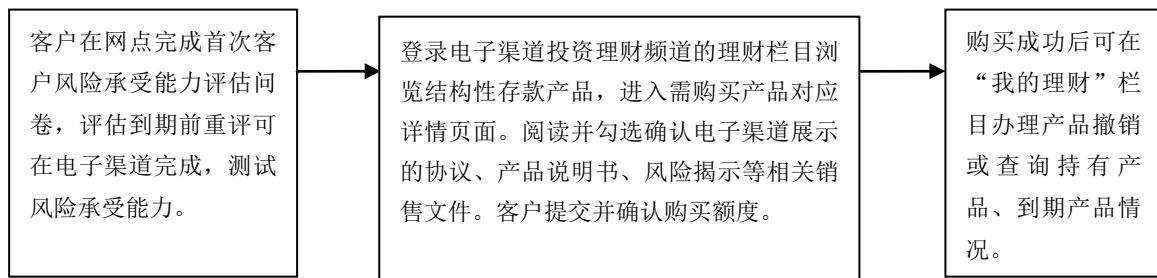 客户在网点完成首次客
户风险承受能力评估问
卷，评估到期前重评可
在电子渠道完成，测试
风险承受能力。
登录电子渠道投资理财频道的理财栏目浏
览结构性存款产品，进入需购买产品对应
详情页面。阅读并勾选确认电子渠道展示
的协议、产品说明书、风险揭示等相关销
售文件。客户提交并确认购买额度。
购买成功后可在
“我的理财”栏
目办理产品撤销
或查询持有产
品、到期产品情
况。